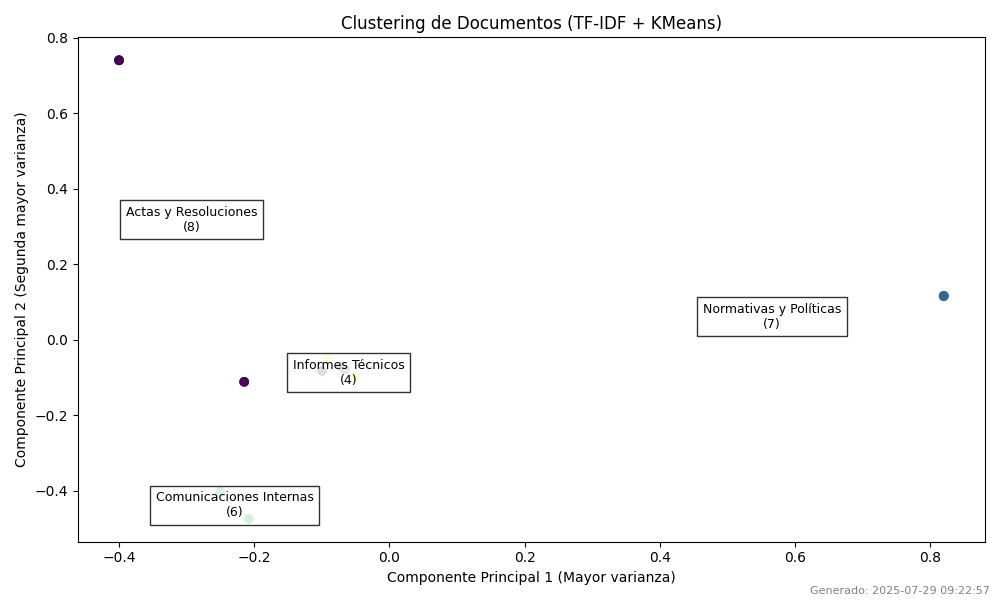 Clustering de Documentos (TF-IDF + KMeans)
Componente Principal 2 (Segunda mayor varianza)
0.8
0.6
0.4
0.2
0.0
−0.2
−0.4
Actas y Resoluciones
(8)
Normativas y Políticas
(7)
Informes Técnicos
(4)
Comunicaciones Internas
(6)
−0.4 −0.2 0.0 0.2 0.4 0.6 0.8
Componente Principal 1 (Mayor varianza)
Generado: 2025-07-29 09:22:57